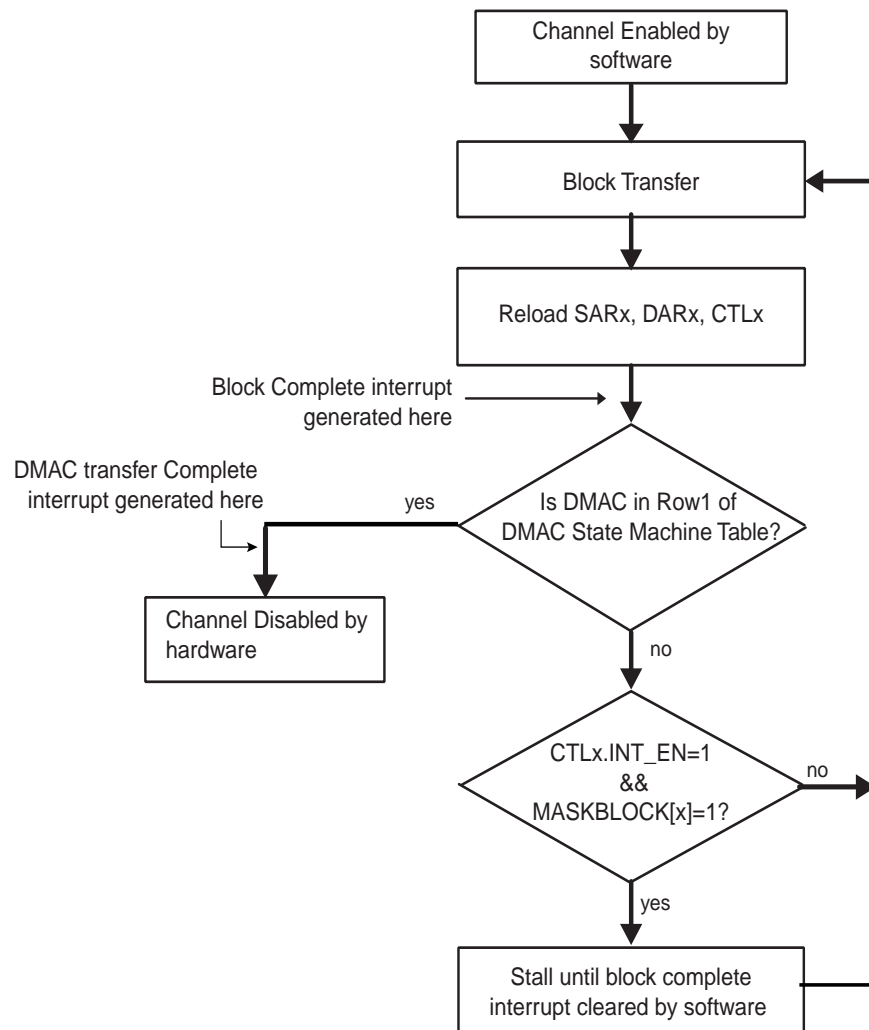 Channel Enabled by
software
Block Transfer
Reload SARx, DARx, CTLx
Block Complete interrupt
generated here
DMAC transfer Complete
interrupt generated here
yes
Is DMAC in Row1 of
DMAC State Machine Table?
Channel Disabled by
hardware
no
CTLx.INT_EN=1
&&
MASKBLOCK[x]=1?
no
yes
Stall until block complete
interrupt cleared by software